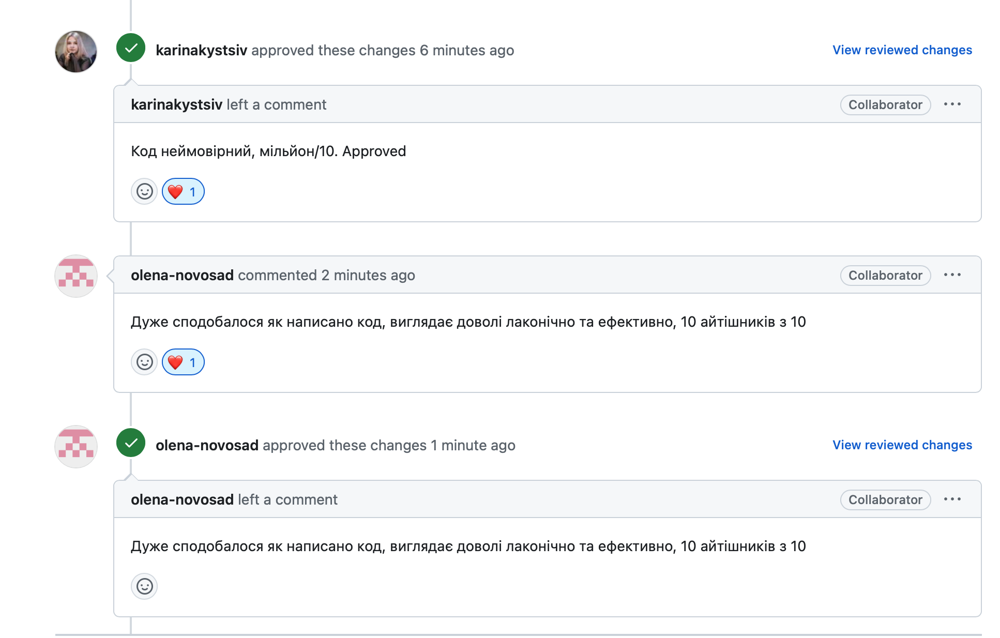 karinakystsiv approved these changes 6 minutes ago View reviewed changes
karinakystsiv left a comment Collaborator
Код неймовірний, мільйон/10. Approved
❤️ 1
olena-novosad commented 2 minutes ago Collaborator
Дуже сподобалося як написано код, виглядає доволі лаконічно та ефективно, 10 айтішників з 10
❤️ 1
olena-novosad approved these changes 1 minute ago View reviewed changes
olena-novosad left a comment Collaborator
Дуже сподобалося як написано код, виглядає доволі лаконічно та ефективно, 10 айтішників з 10